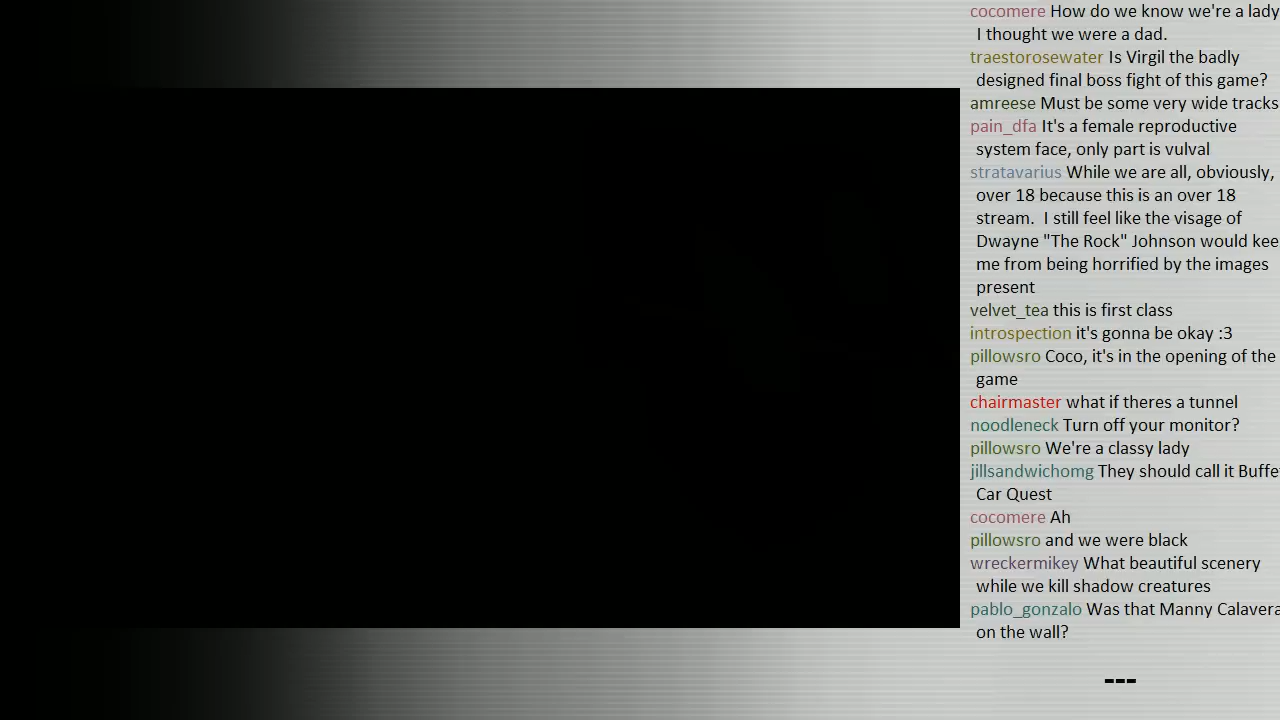 cocomere How do we know we're a lady
I thought we were a dad.
traestorosewater Is Virgil the badly
designed final boss fight of this game?
amreese Must be some very wide tracks
pain_dfa It's a female reproductive
system face, only part is vulval
stratavarius While we are all, obviously,
over 18 because this is an over 18
stream. I still feel like the visage of
Dwayne "The Rock" Johnson would kee
me from being horrified by the images
present
velvet_tea this is first class
introspection it's gonna be okay :3
pillowsro Coco, it's in the opening of the
game
chairmaster what if theres a tunnel
noodleneck Turn off your monitor?
pillowsro We're a classy lady
jillsandwichomg They should call it Buffe
Car Quest
cocomere Ah
pillowsro and we were black
wreckermikey What beautiful scenery
while we kill shadow creatures
pablo_gonzalo Was that Manny Calavera
on the wall?
---